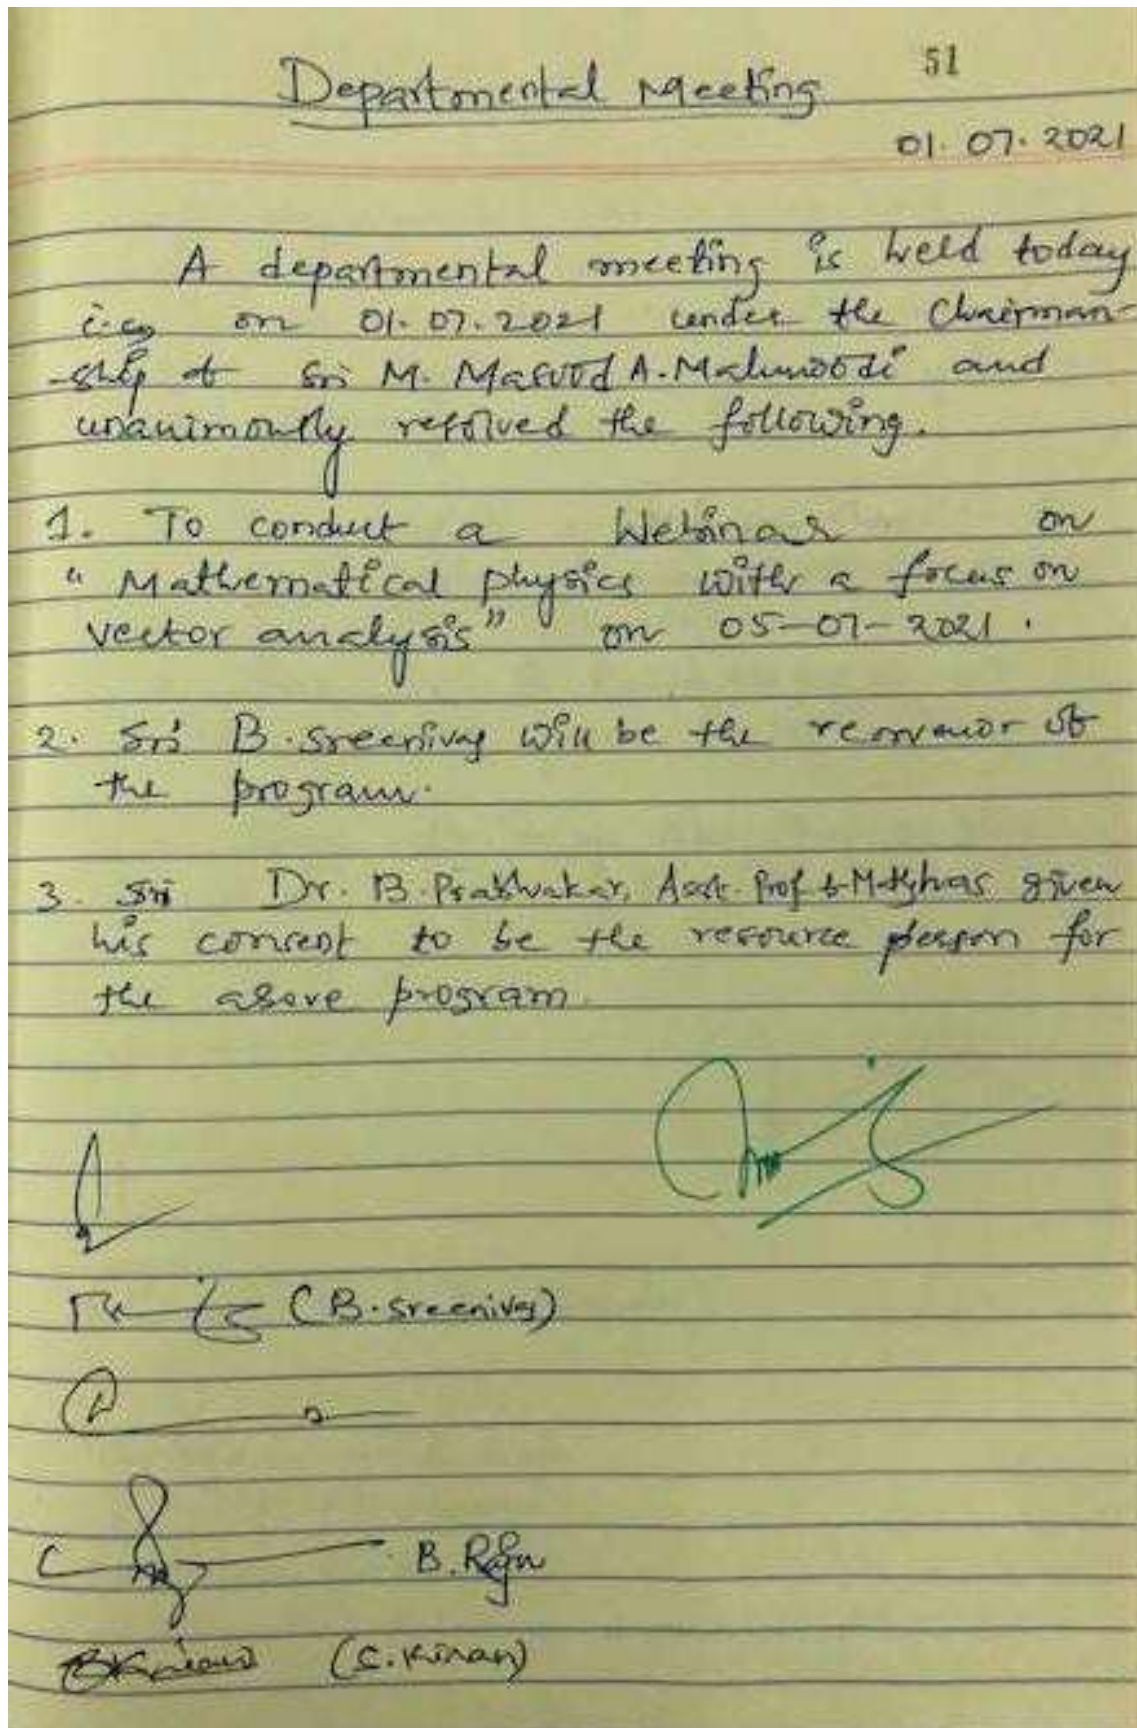 51
Departmental Meeting
01.07.2021
A departmental meeting is held today
i.e, on 01.07.2021 under the Chairman-
-ship of Sri M. Masood A. Mahmoodi and
unanimously resolved the following.
1. To conduct a Webinar on
"Mathematical physics with a focus on
vector analysis" on 05-07-2021.
2. Sri B. Sreenivas will be the
of
the program.
3. Sri Dr. B. Prabhakar, Asst. Prof of Maths has given
his consent to be the resource person for
the above program.
(B. Sreenivas)
B. Raju
(C. Kiran)